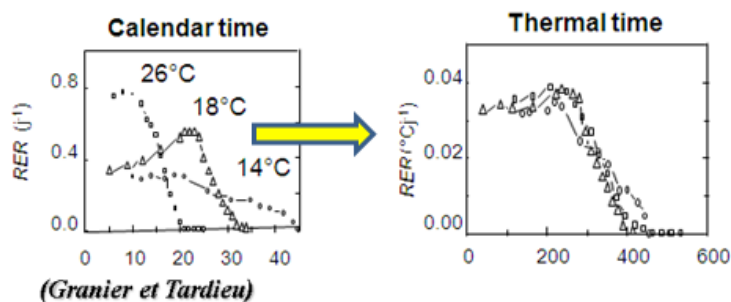 Calendar time
0.8
0.4
0.0
RER (j⁻¹)
26°C
18°C
14°C
0 10 20 30 40
(Granier et Tardieu)
Thermal time
0.04
0.02
0.00
RER(°Cj⁻¹)
0 200 400 600